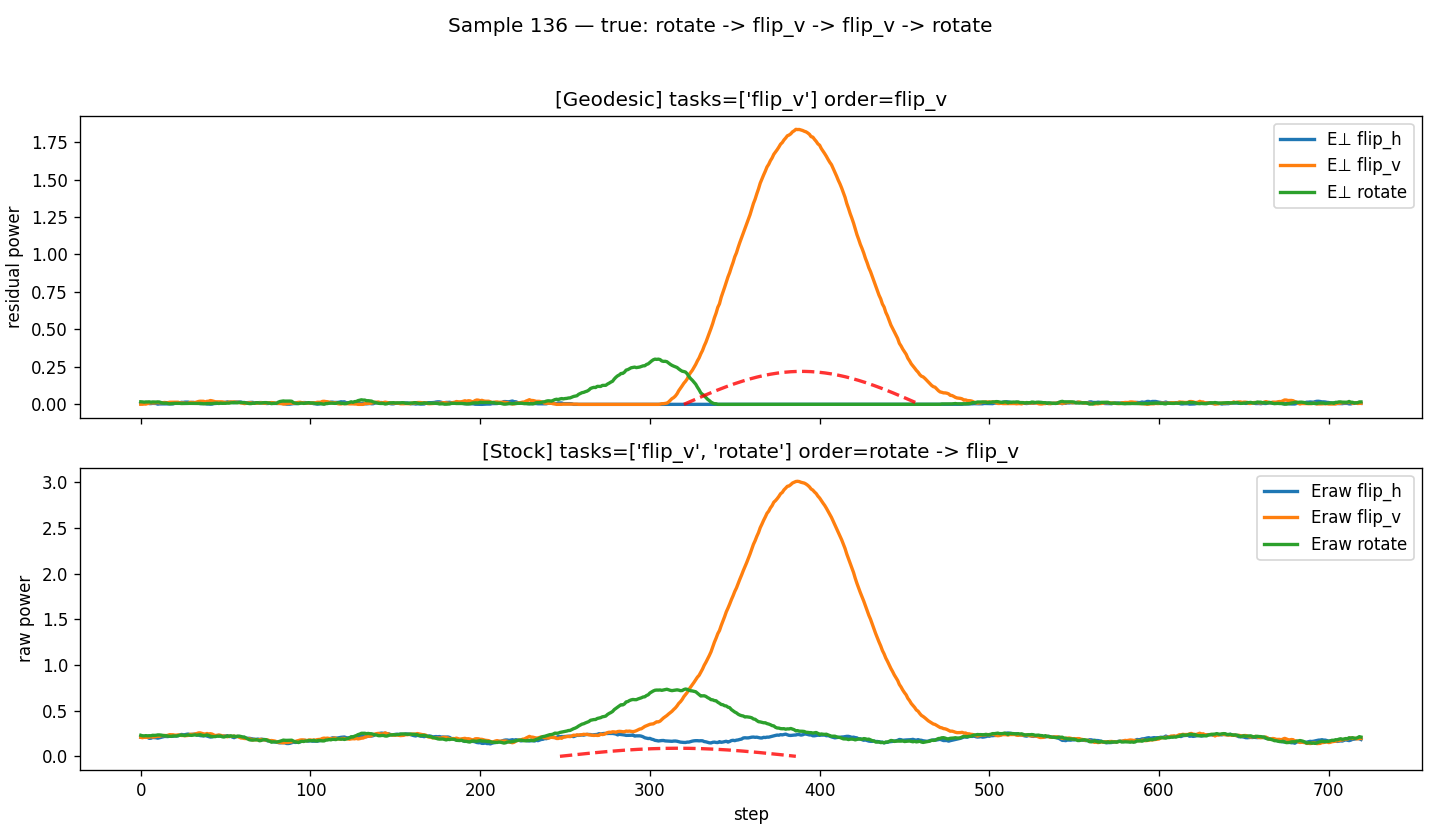 Sample 136 — true: rotate -> flip_v -> flip_v -> rotate
[Geodesic] tasks=['flip_v'] order=flip_v
residual power
1.75
1.50
1.25
1.00
0.75
0.50
0.25
0.00
E⊥ flip_h
E⊥ flip_v
E⊥ rotate
[Stock] tasks=['flip_v', 'rotate'] order=rotate -> flip_v
raw power
3.0
2.5
2.0
1.5
1.0
0.5
0.0
Eraw flip_h
Eraw flip_v
Eraw rotate
0 100 200 300 400 500 600 700
step